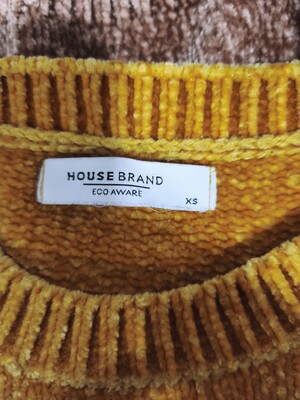 HOUSE BRAND
ECO AWARE
XS